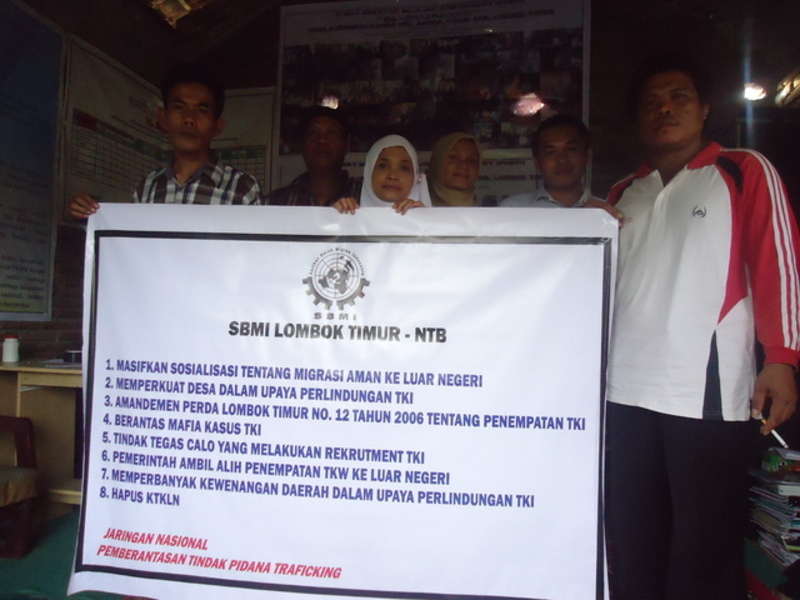 SBMI
SBMI LOMBOK TIMUR - NTB
1. MASIFKAN SOSIALISASI TENTANG MIGRASI AMAN KE LUAR NEGERI
2. MEMPERKUAT DESA DALAM UPAYA PERLINDUNGAN TKI
3. AMANDEMEN PERDA LOMBOK TIMUR NO. 12 TAHUN 2006 TENTANG PENEMPATAN TKI
4. BERANTAS MAFIA KASUS TKI
5. TINDAK TEGAS CALO YANG MELAKUKAN REKRUTMENT TKI
6. PEMERINTAH AMBIL ALIH PENEMPATAN TKW KE LUAR NEGERI
7. MEMPERBANYAK KEWENANGAN DAERAH DALAM UPAYA PERLINDUNGAN TKI
8. HAPUS KTKLN
JARINGAN NASIONAL
PEMBERANTASAN TINDAK PIDANA TRAFFICKING